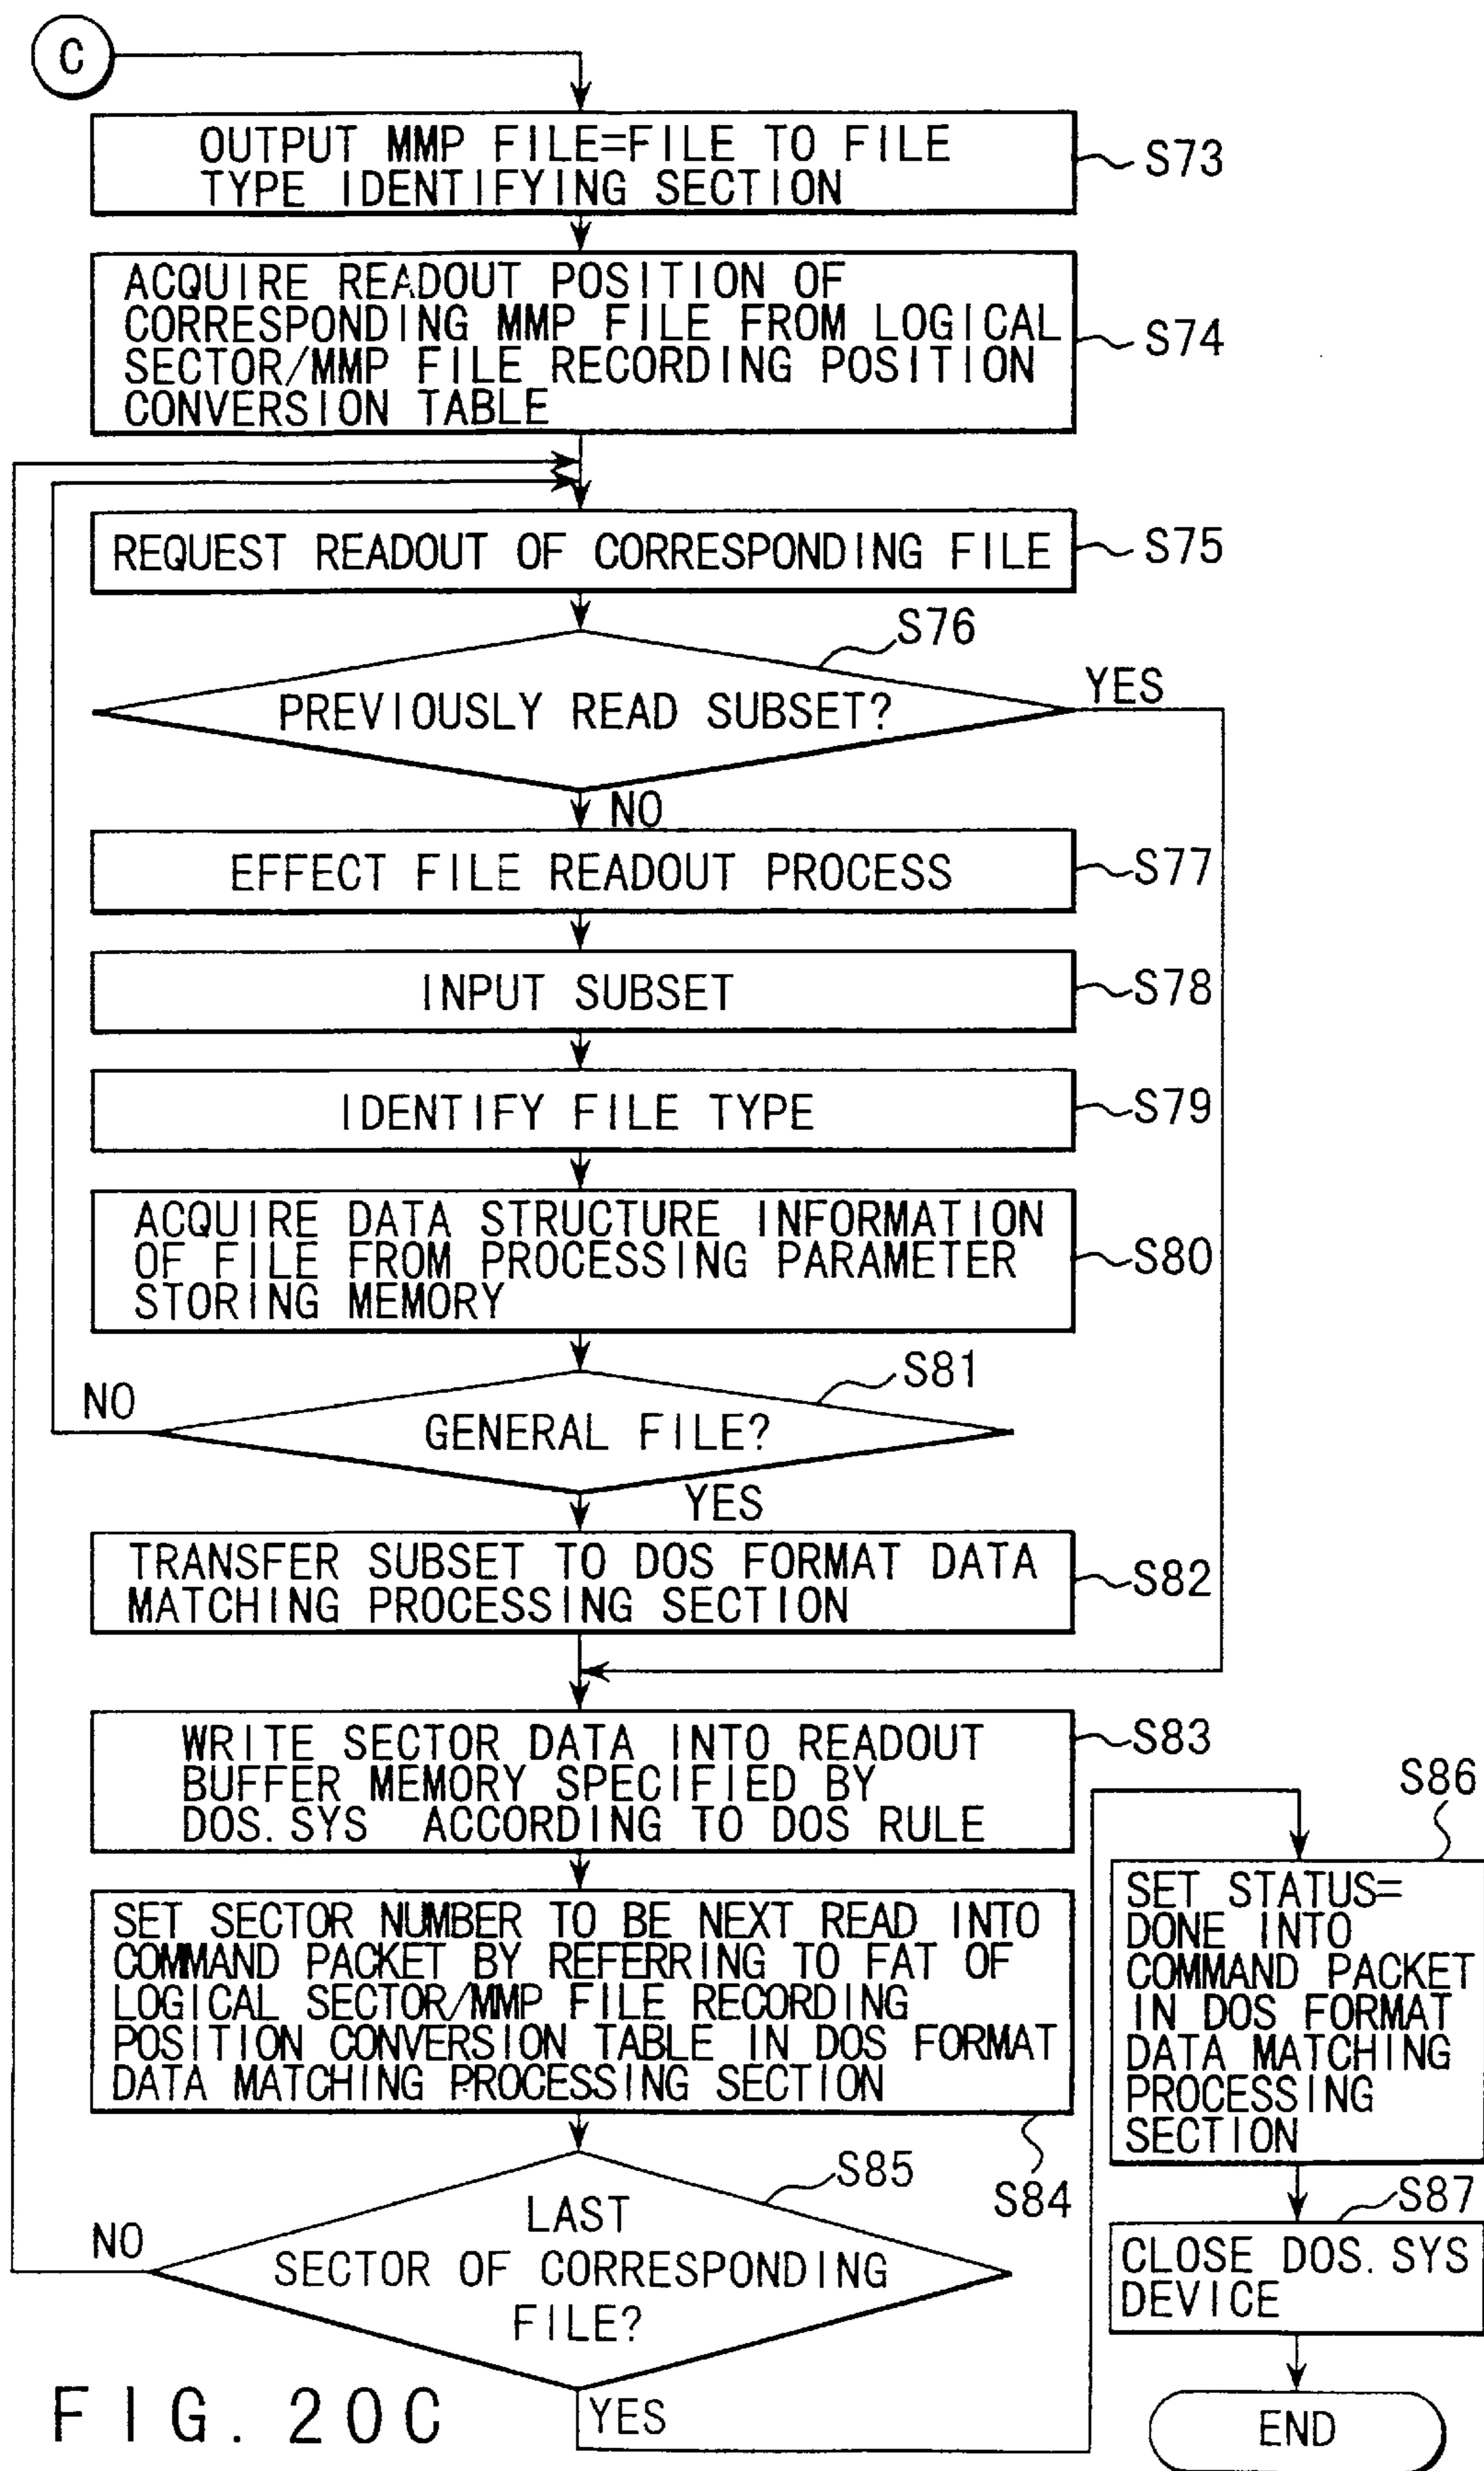 C
OUTPUT MMP FILE=FILE TO FILE
TYPE IDENTIFYING SECTION
S73
ACQUIRE READOUT POSITION OF
CORRESPONDING MMP FILE FROM LOGICAL
SECTOR/MMP FILE RECORDING POSITION
CONVERSION TABLE
S74
REQUEST READOUT OF CORRESPONDING FILE
S75
S76
PREVIOUSLY READ SUBSET?
YES
NO
EFFECT FILE READOUT PROCESS
S77
INPUT SUBSET
S78
IDENTIFY FILE TYPE
S79
ACQUIRE DATA STRUCTURE INFORMATION
OF FILE FROM PROCESSING PARAMETER
STORING MEMORY
S80
S81
NO
GENERAL FILE?
YES
TRANSFER SUBSET TO DOS FORMAT DATA
MATCHING PROCESSING SECTION
S82
WRITE SECTOR DATA INTO READOUT
BUFFER MEMORY SPECIFIED BY
DOS.SYS ACCORDING TO DOS RULE
S83
SET SECTOR NUMBER TO BE NEXT READ INTO
COMMAND PACKET BY REFERRING TO FAT OF
LOGICAL SECTOR/MMP FILE RECORDING
POSITION CONVERSION TABLE IN DOS FORMAT
DATA MATCHING PROCESSING SECTION
S84
S85
NO
LAST
SECTOR OF CORRESPONDING
FILE?
YES
S86
SET STATUS=
DONE INTO
COMMAND PACKET
IN DOS FORMAT
DATA MATCHING
PROCESSING
SECTION
S87
CLOSE DOS.SYS
DEVICE
END
FIG. 20C